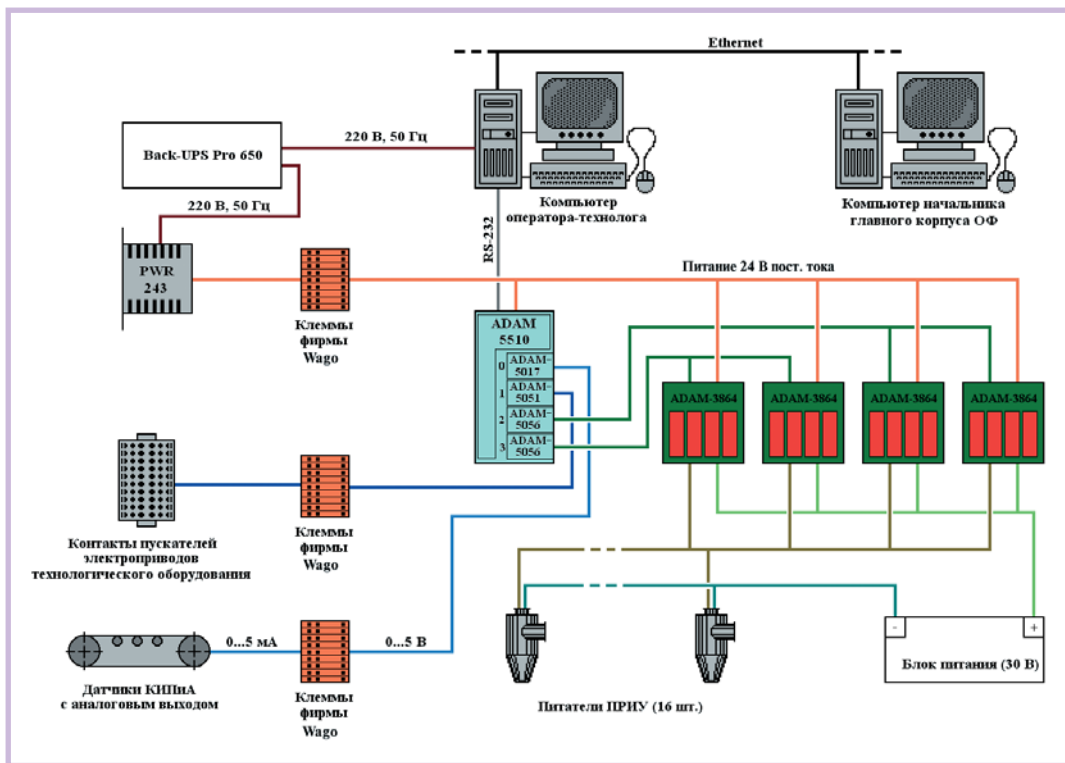 Ethernet
220 В, 50 Гц
Back-UPS Pro 650
Компьютер
оператора-технолога
Компьютер начальника
главного корпуса ОФ
220 В, 50 Гц
RS-232
PWR
243
Питание 24 В пост. тока
Клеммы
фирмы
Wago
ADAM
5510
0
ADAM-
5017
1
ADAM-
5051
2
ADAM-
5056
3
ADAM-
5056
ADAM-3864
ADAM-3864
ADAM-3864
ADAM-3864
Контакты пускателей
электроприводов
технологического оборудования
Клеммы
фирмы
Wago
0...5 мА
0...5 В
Датчики КИПиА
с аналоговым выходом
Клеммы
фирмы
Wago
Питатели ПРИУ (16 шт.)
-
+
Блок питания (30 В)